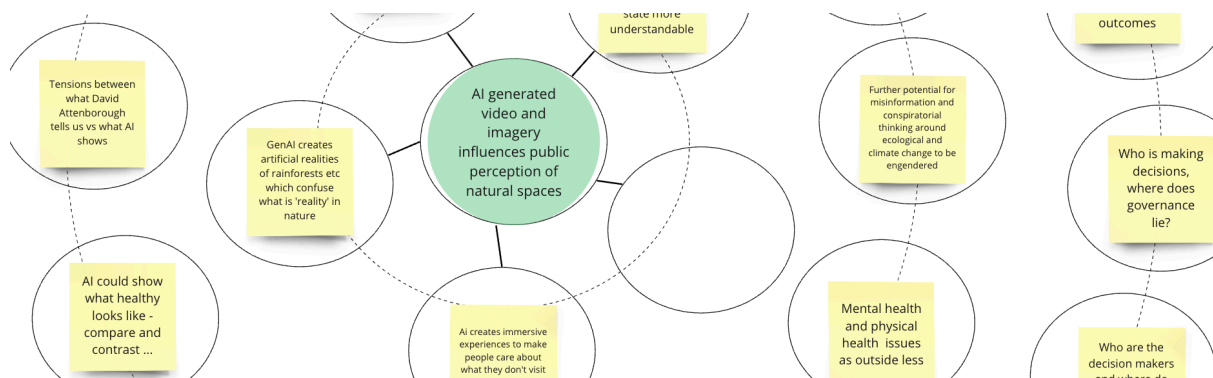 state more
understandable
outcomes
Tensions between
what David
Attenborough
tells us vs what AI
shows
AI generated
video and
imagery
influences public
perception of
natural spaces
GenAI creates
artificial realities
of rainforests etc
which confuse
what is 'reality' in
nature
Further potential for
misinformation and
conspiratorial
thinking around
ecological and
climate change to be
engendered
Who is making
decisions,
where does
governance
lie?
AI could show
what healthy
looks like -
compare and
contrast ...
Ai creates immersive
experiences to make
people care about
what they don't visit
Mental health
and physical
health issues
as outside less
Who are the
decision makers
and where do